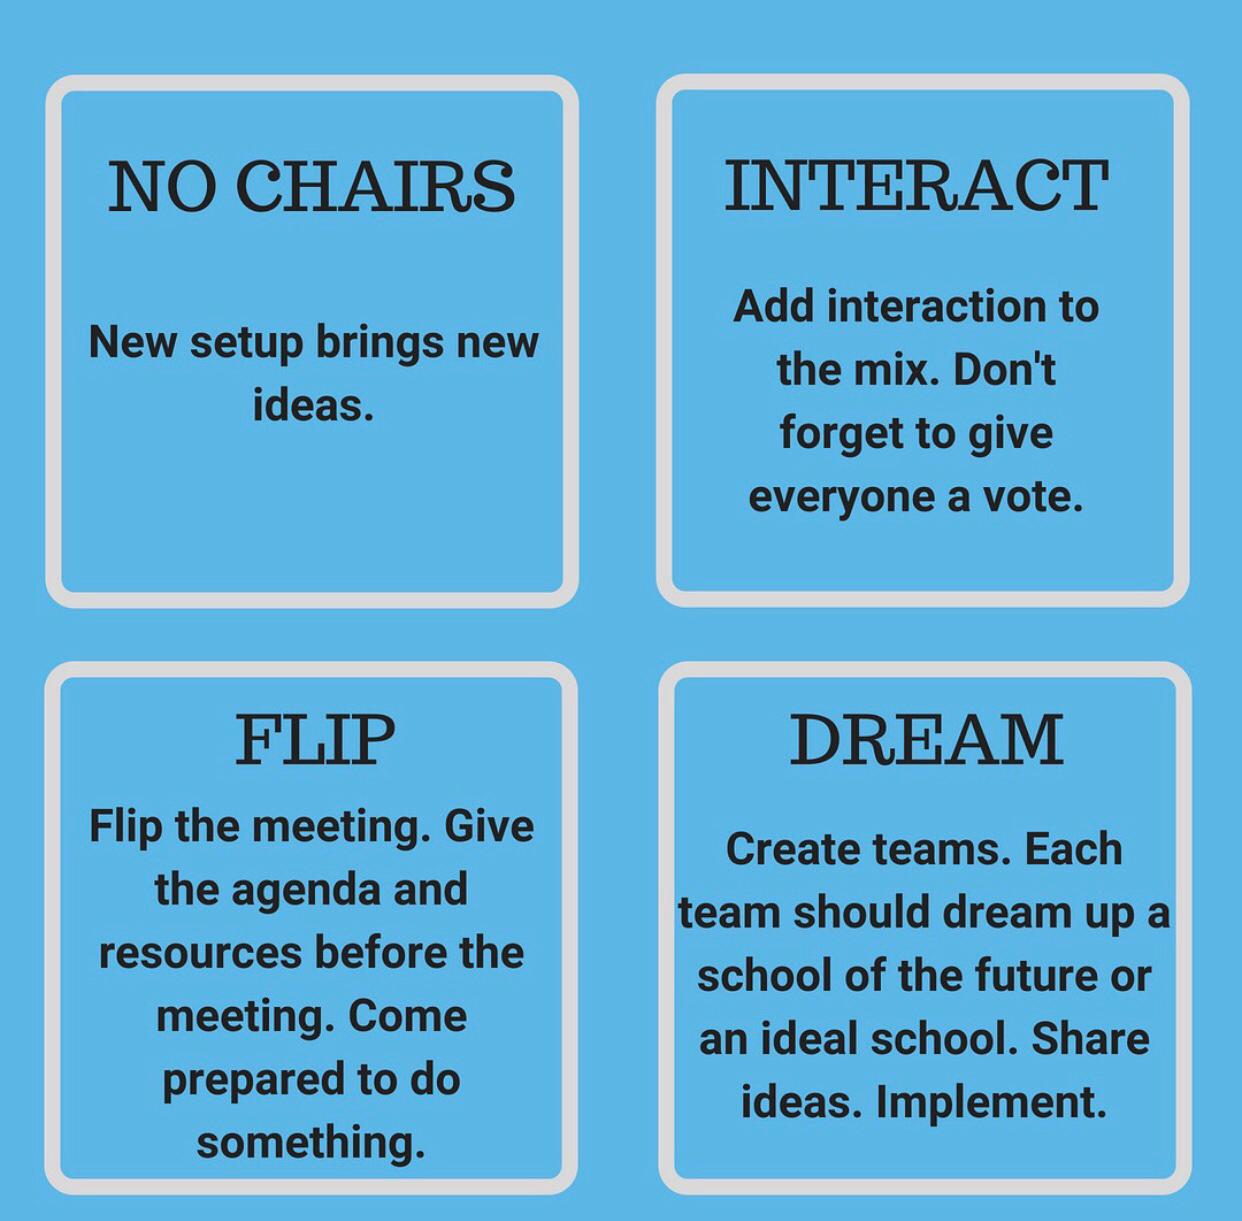 NO CHAIRS
New setup brings new
ideas.
INTERACT
Add interaction to
the mix. Don't
forget to give
everyone a vote.
FLIP
Flip the meeting. Give
the agenda and
resources before the
meeting. Come
prepared to do
something.
DREAM
Create teams. Each
team should dream up a
school of the future or
an ideal school. Share
ideas. Implement.